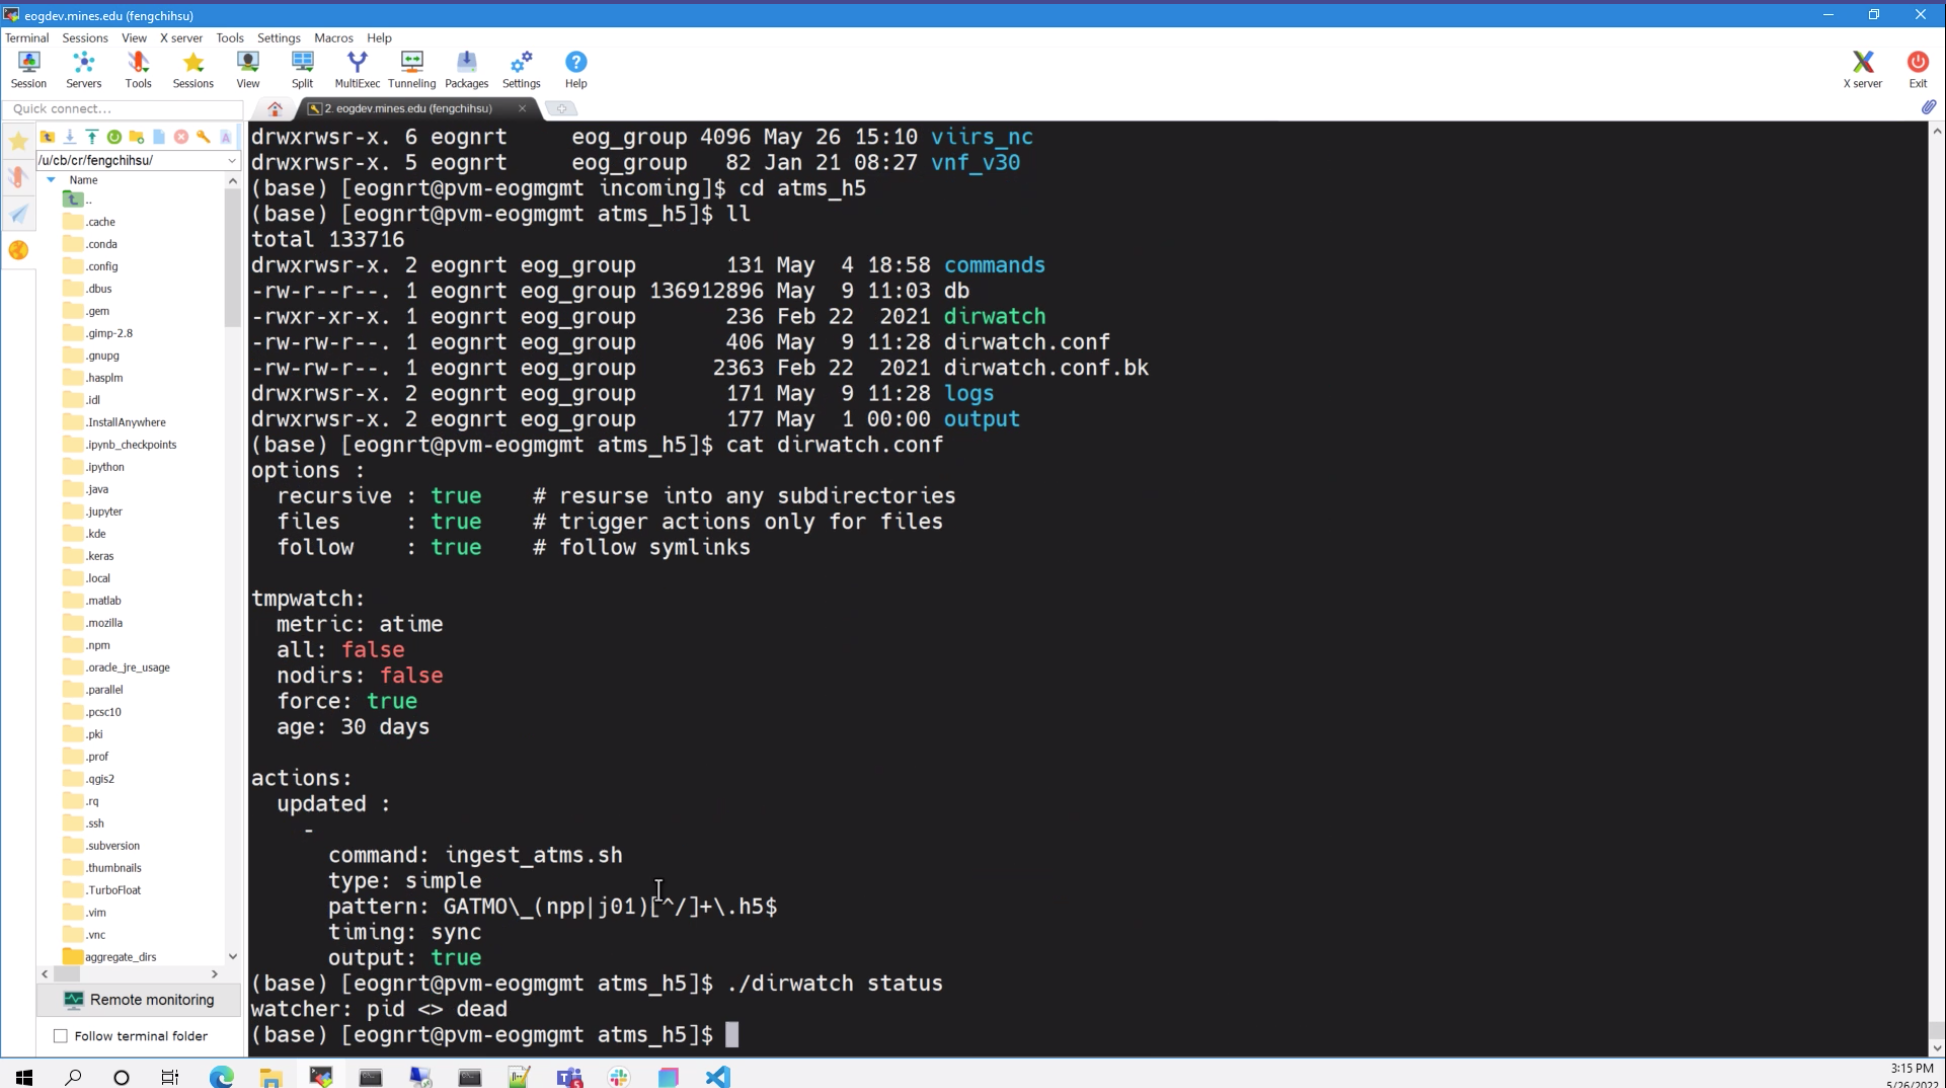 eogdev.mines.edu (fengchihsu)
Terminal Sessions View X server Tools Settings Macros Help
Session Servers Tools Sessions View Split MultiExec Tunneling Packages Settings Help X server Exit
Quick connect...
2. eogdev.mines.edu (fengchihsu)
/u/cb/cr/fengchihsu/
Name
..
.cache
.conda
.config
.dbus
.gem
.gimp-2.8
.gnupg
.hasplm
.idl
.InstallAnywhere
.ipynb_checkpoints
.ipython
.java
.jupyter
.kde
.keras
.local
.matlab
.mozilla
.npm
.oracle_jre_usage
.parallel
.pcsc10
.pki
.prof
.qgis2
.rq
.ssh
.subversion
.thumbnails
.TurboFloat
.vim
.vnc
aggregate_dirs
Remote monitoring
Follow terminal folder
drwxrwsr-x. 6 eognrt eog_group 4096 May 26 15:10 viirs_nc
drwxrwsr-x. 5 eognrt eog_group 82 Jan 21 08:27 vnf_v30
(base) [eognrt@pvm-eogmgmt incoming]$ cd atms_h5
(base) [eognrt@pvm-eogmgmt atms_h5]$ ll
total 133716
drwxrwsr-x. 2 eognrt eog_group 131 May 4 18:58 commands
-rw-r--r--. 1 eognrt eog_group 136912896 May 9 11:03 db
-rwxr-xr-x. 1 eognrt eog_group 236 Feb 22 2021 dirwatch
-rw-rw-r--. 1 eognrt eog_group 406 May 9 11:28 dirwatch.conf
-rw-rw-r--. 1 eognrt eog_group 2363 Feb 22 2021 dirwatch.conf.bk
drwxrwsr-x. 2 eognrt eog_group 171 May 9 11:28 logs
drwxrwsr-x. 2 eognrt eog_group 177 May 1 00:00 output
(base) [eognrt@pvm-eogmgmt atms_h5]$ cat dirwatch.conf
options :
recursive : true # resurse into any subdirectories
files : true # trigger actions only for files
follow : true # follow symlinks
tmpwatch:
metric: atime
all: false
nodirs: false
force: true
age: 30 days
actions:
updated :
-
command: ingest_atms.sh
type: simple
pattern: GATMO\_(npp|j01)[^/]+\.h5$
timing: sync
output: true
(base) [eognrt@pvm-eogmgmt atms_h5]$ ./dirwatch status
watcher: pid <> dead
(base) [eognrt@pvm-eogmgmt atms_h5]$
3:15 PM
5/26/2022